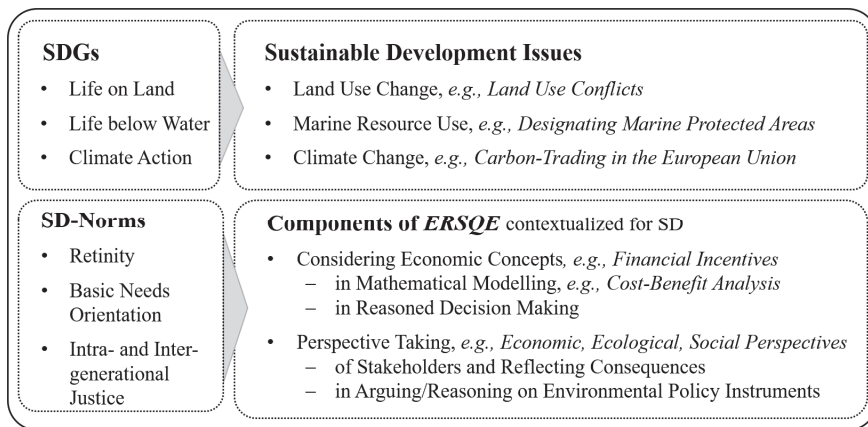 SDGs
• Life on Land
• Life below Water
• Climate Action
Sustainable Development Issues
• Land Use Change, e.g., Land Use Conflicts
• Marine Resource Use, e.g., Designating Marine Protected Areas
• Climate Change, e.g., Carbon-Trading in the European Union
SD-Norms
• Retinity
• Basic Needs
Orientation
• Intra- and Inter-
generational
Justice
Components of ERSQE contextualized for SD
• Considering Economic Concepts, e.g., Financial Incentives
– in Mathematical Modelling, e.g., Cost-Benefit Analysis
– in Reasoned Decision Making
• Perspective Taking, e.g., Economic, Ecological, Social Perspectives
– of Stakeholders and Reflecting Consequences
– in Arguing/Reasoning on Environmental Policy Instruments